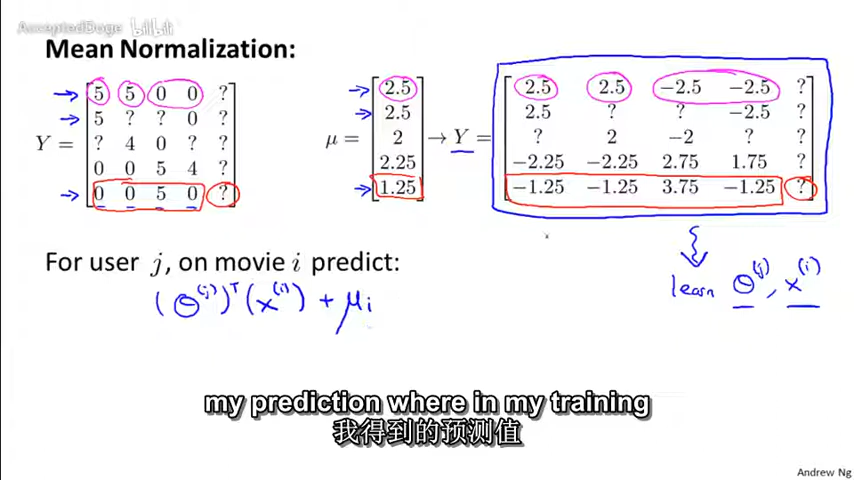 AcceptedDoge bilibili
Mean Normalization:
Y = [5 5 0 0 ?
5 ? ? 0 ?
? 4 0 ? ?
0 0 5 4 ?
0 0 5 0 ?]
μ = [2.5
2.5
2
2.25
1.25]
→ Y = [2.5 2.5 −2.5 −2.5 ?
2.5 ? ? −2.5 ?
? 2 −2 ? ?
−2.25 −2.25 2.75 1.75 ?
−1.25 −1.25 3.75 −1.25 ?]
For user j, on movie i predict:
(Θ^(j))^T (x^(i)) + μi
learn Θ^(j), x^(i)
my prediction where in my training
我得到的预测值
Andrew Ng